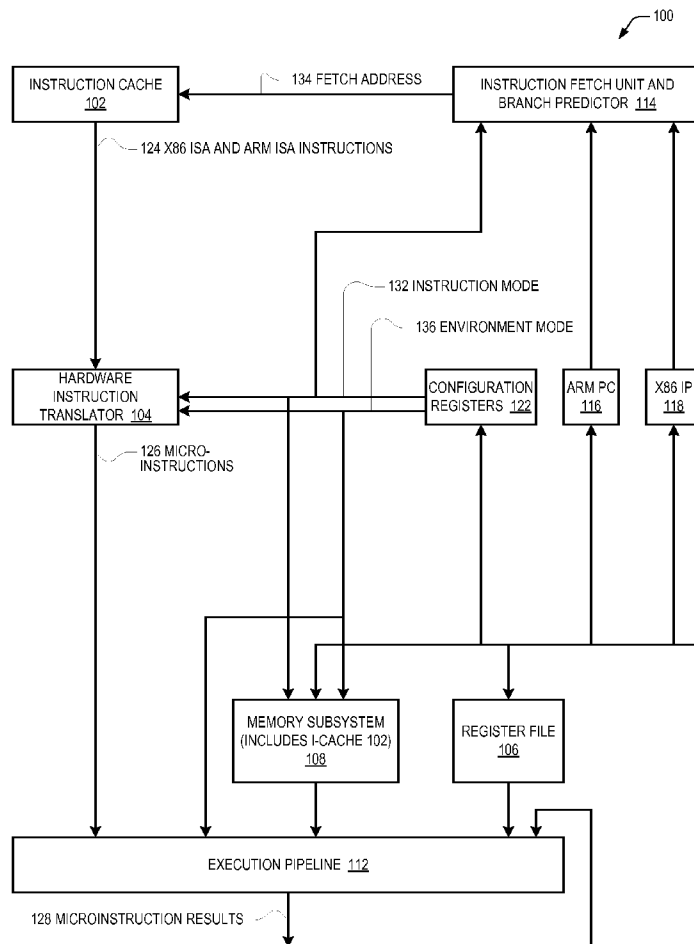 100
INSTRUCTION CACHE
102
134 FETCH ADDRESS
INSTRUCTION FETCH UNIT AND
BRANCH PREDICTOR 114
124 X86 ISA AND ARM ISA INSTRUCTIONS
132 INSTRUCTION MODE
136 ENVIRONMENT MODE
HARDWARE
INSTRUCTION
TRANSLATOR 104
CONFIGURATION
REGISTERS 122
ARM PC
116
X86 IP
118
126 MICRO-
INSTRUCTIONS
MEMORY SUBSYSTEM
(INCLUDES I-CACHE 102)
108
REGISTER FILE
106
EXECUTION PIPELINE 112
128 MICROINSTRUCTION RESULTS